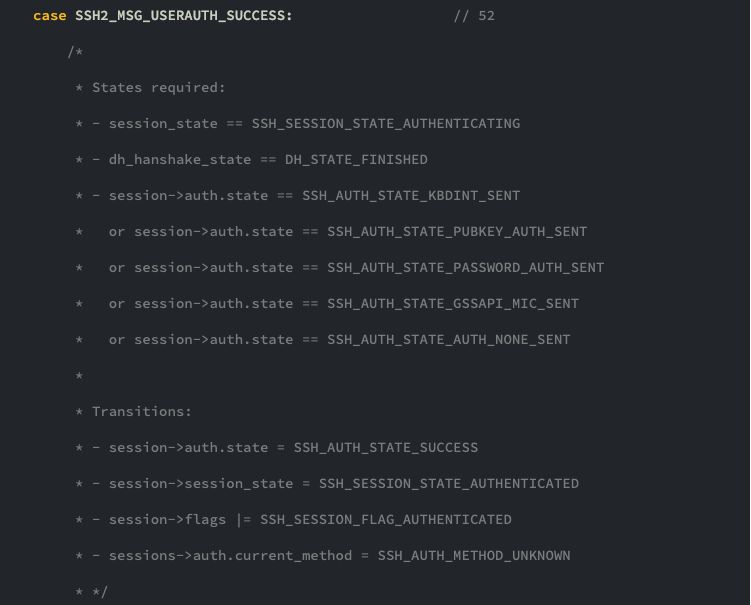 case SSH2_MSG_USERAUTH_SUCCESS: // 52
/*
* States required:
* - session_state == SSH_SESSION_STATE_AUTHENTICATING
* - dh_hanshake_state == DH_STATE_FINISHED
* - session->auth.state == SSH_AUTH_STATE_KBDINT_SENT
* or session->auth.state == SSH_AUTH_STATE_PUBKEY_AUTH_SENT
* or session->auth.state == SSH_AUTH_STATE_PASSWORD_AUTH_SENT
* or session->auth.state == SSH_AUTH_STATE_GSSAPI_MIC_SENT
* or session->auth.state == SSH_AUTH_STATE_AUTH_NONE_SENT
*
* Transitions:
* - session->auth.state = SSH_AUTH_STATE_SUCCESS
* - session->session_state = SSH_SESSION_STATE_AUTHENTICATED
* - session->flags |= SSH_SESSION_FLAG_AUTHENTICATED
* - sessions->auth.current_method = SSH_AUTH_METHOD_UNKNOWN
* */